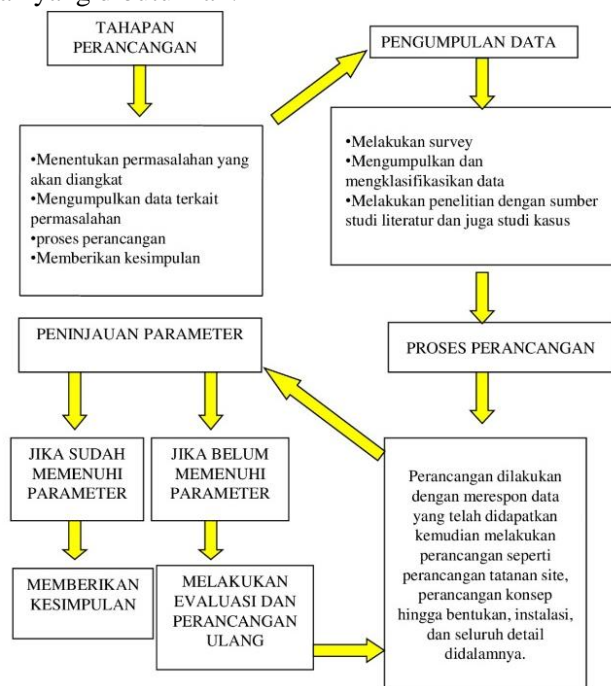 TAHAPAN
PERANCANGAN
•Menentukan permasalahan yang
akan diangkat
•Mengumpulkan data terkait
permasalahan
•proses perancangan
•Memberikan kesimpulan
PENGUMPULAN DATA
•Melakukan survey
•Mengumpulkan dan
mengklasifikasikan data
•Melakukan penelitian dengan sumber
studi literatur dan juga studi kasus
PROSES PERANCANGAN
Perancangan dilakukan
dengan merespon data
yang telah didapatkan
kemudian melakukan
perancangan seperti
perancangan tatanan site,
perancangan konsep
hingga bentukan, instalasi,
dan seluruh detail
didalamnya.
PENINJAUAN PARAMETER
JIKA SUDAH
MEMENUHI
PARAMETER
MEMBERIKAN
KESIMPULAN
JIKA BELUM
MEMENUHI
PARAMETER
MELAKUKAN
EVALUASI DAN
PERANCANGAN
ULANG